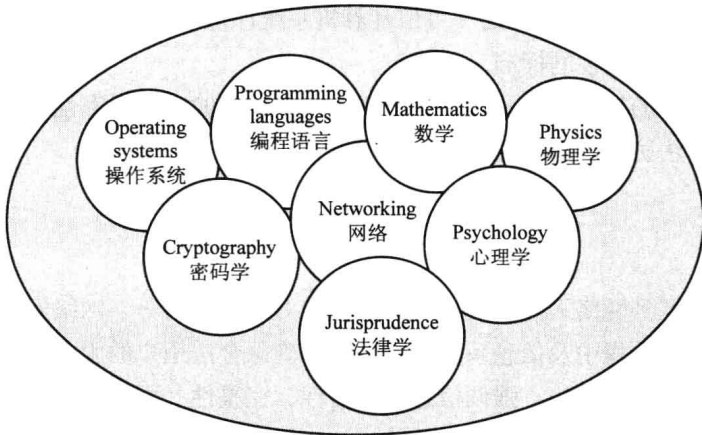 Operating
systems
操作系统
Programming
languages
编程语言
Mathematics
数学
Physics
物理学
Cryptography
密码学
Networking
网络
Psychology
心理学
Jurisprudence
法律学